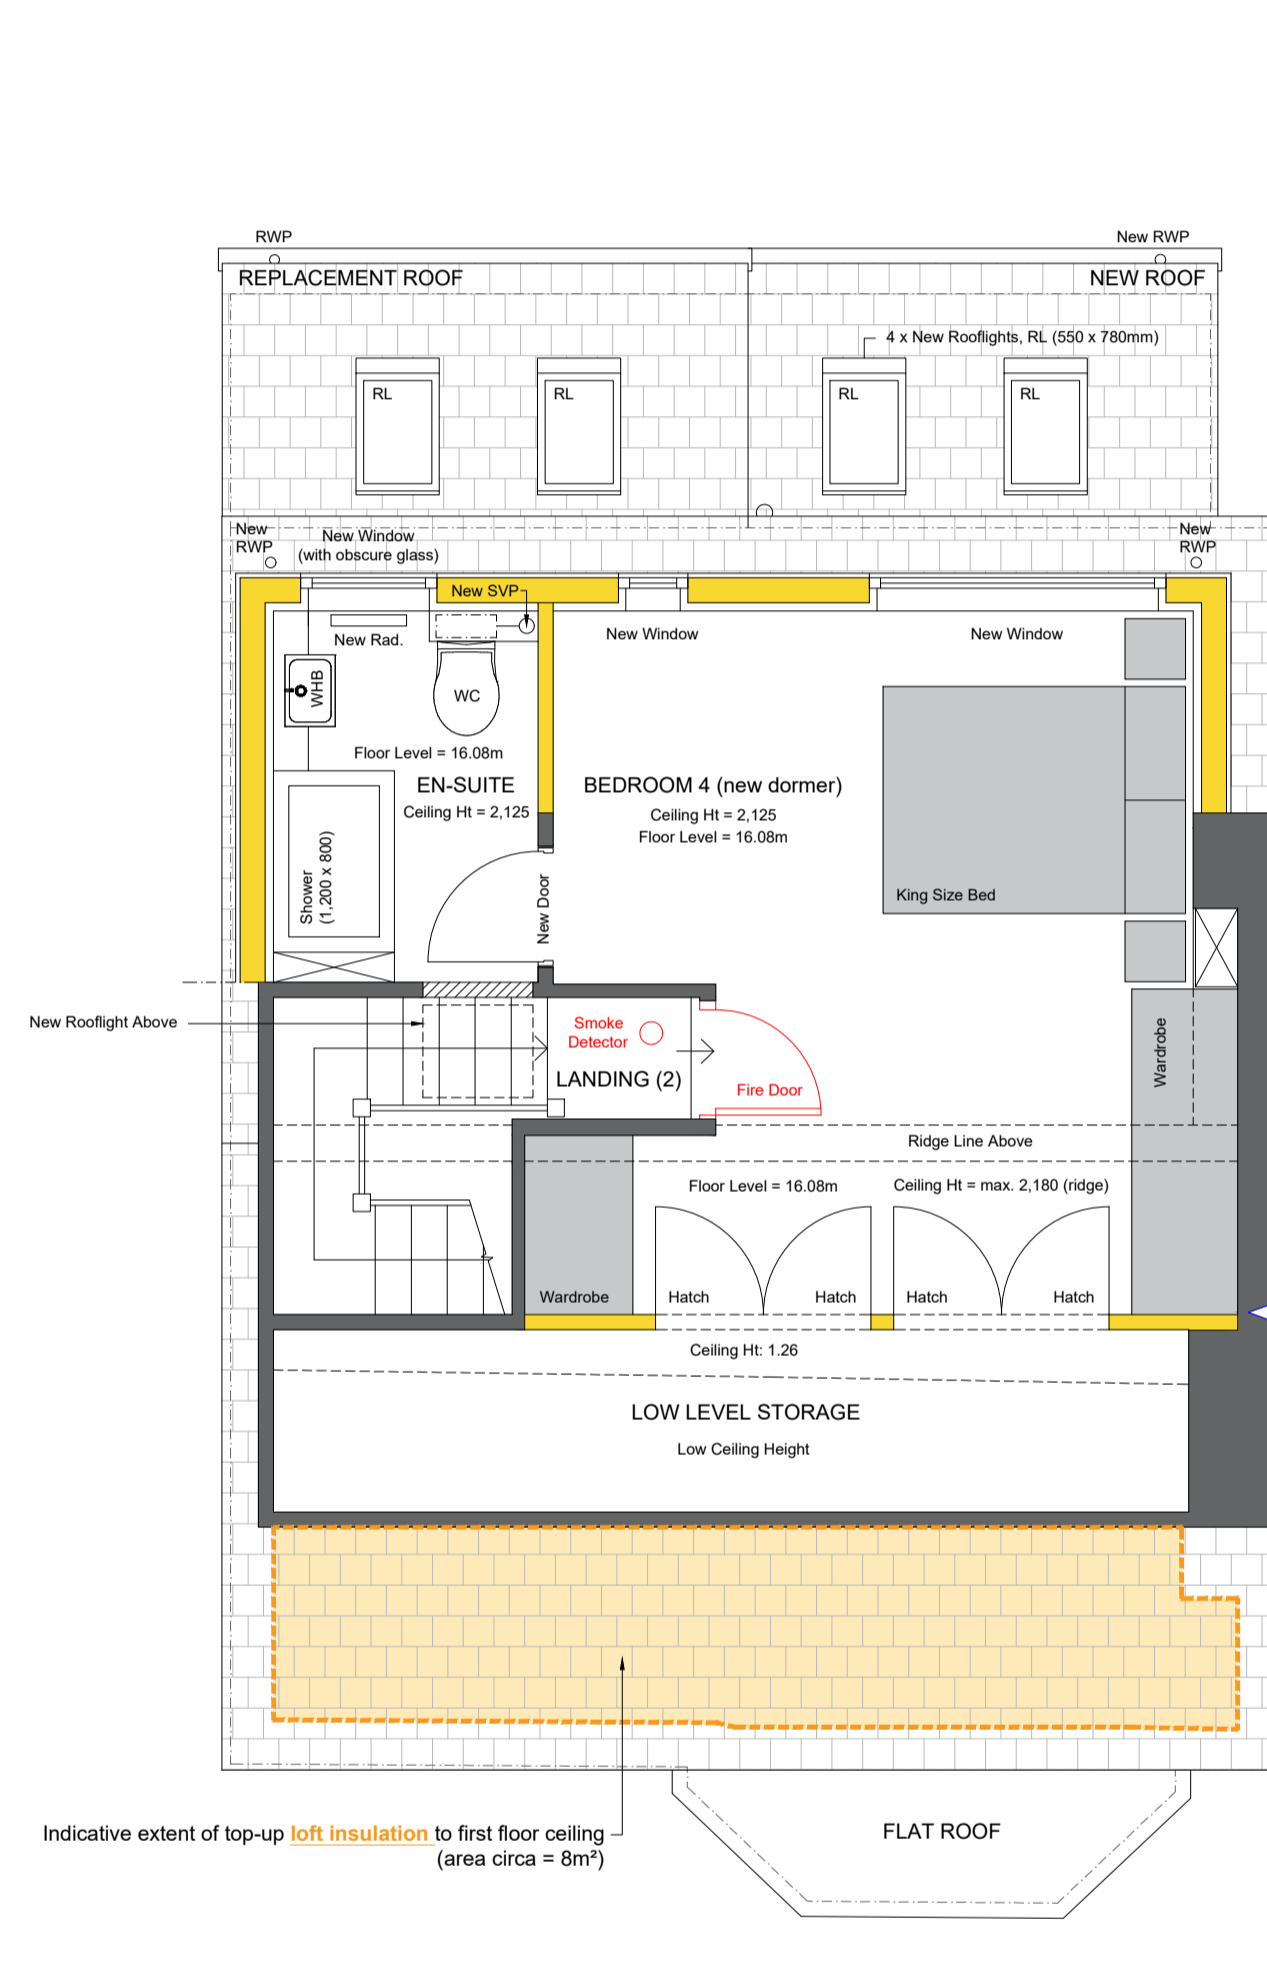 RWP
New RWP
REPLACEMENT ROOF
NEW ROOF
4 x New Rooflights, RL (550 x 780mm)
RL
RL
RL
RL
New
RWP
New Window
(with obscure glass)
New
RWP
New SVP
New Rad.
New Window
New Window
WHB
WC
Floor Level = 16.08m
EN-SUITE
Ceiling Ht = 2,125
BEDROOM 4 (new dormer)
Ceiling Ht = 2,125
Floor Level = 16.08m
Shower
(1,200 x 800)
New Door
King Size Bed
New Rooflight Above
Smoke
Detector
LANDING (2)
Fire Door
Wardrobe
Ridge Line Above
Floor Level = 16.08m
Ceiling Ht = max. 2,180 (ridge)
Wardrobe
Hatch
Hatch
Hatch
Hatch
Ceiling Ht: 1.26
LOW LEVEL STORAGE
Low Ceiling Height
Indicative extent of top-up loft insulation to first floor ceiling
(area circa = 8m²)
FLAT ROOF